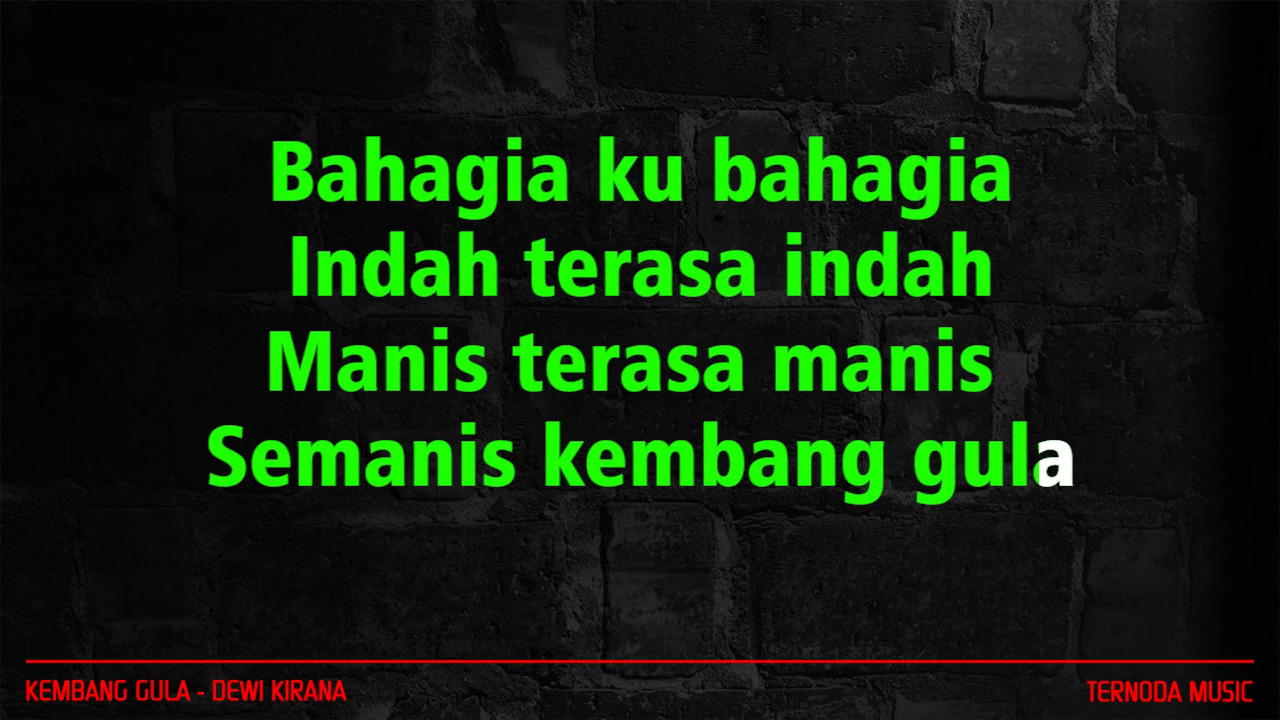 Bahagia ku bahagia
Indah terasa indah
Manis terasa manis
Semanis kembang gula
KEMBANG GULA - DEWI KIRANA
TERNODA MUSIC